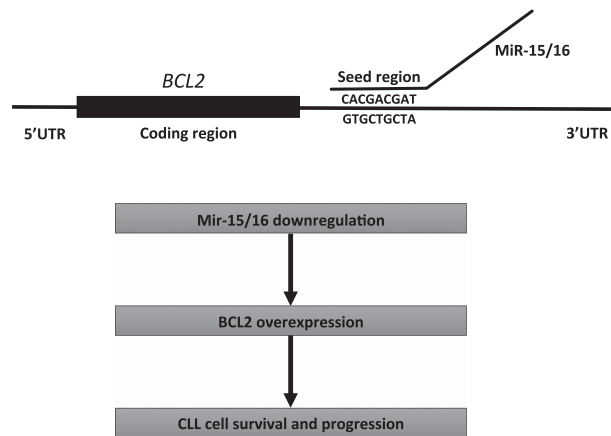 MiR-15/16
BCL2
Seed region
CACGACGAT
GTGCTGCTA
5'UTR
Coding region
3'UTR
Mir-15/16 downregulation
BCL2 overexpression
CLL cell survival and progression